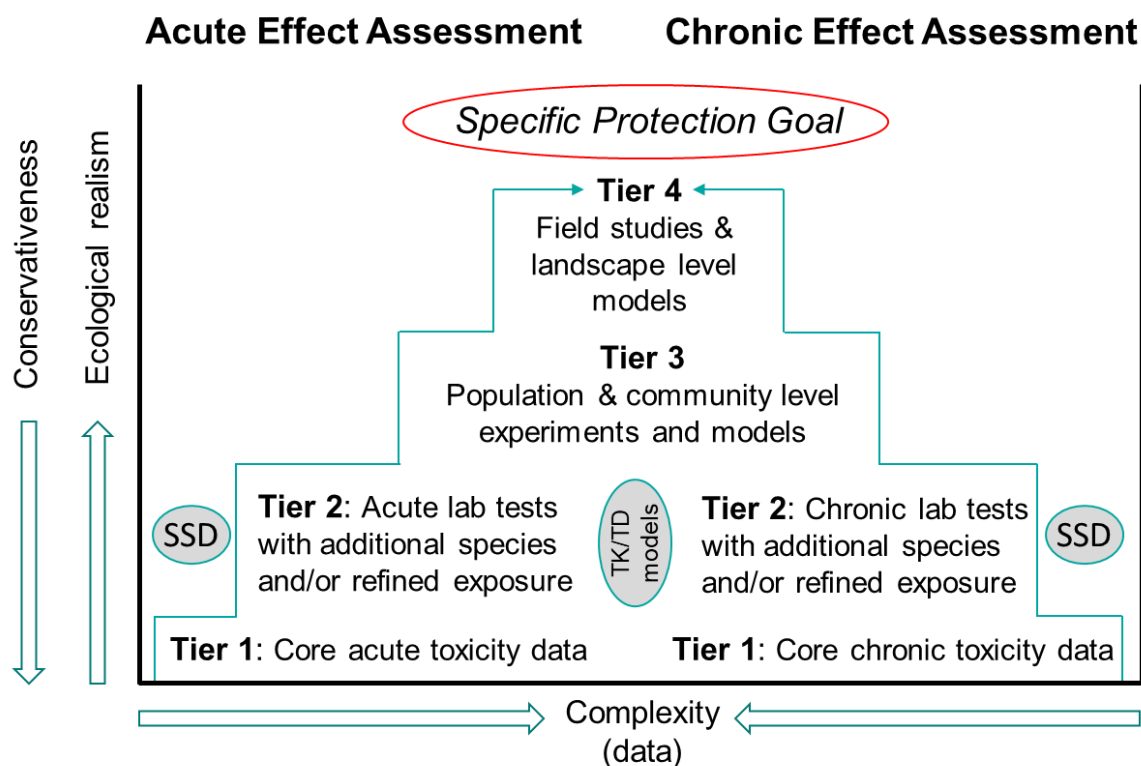 Acute Effect Assessment
Chronic Effect Assessment
Conservativeness
Ecological realism
Specific Protection Goal
Tier 4
Field studies &
landscape level
models
Tier 3
Population & community level
experiments and models
SSD
Tier 2: Acute lab tests
with additional species
and/or refined exposure
TK/TD
models
Tier 2: Chronic lab tests
with additional species
and/or refined exposure
SSD
Tier 1: Core acute toxicity data
Tier 1: Core chronic toxicity data
Complexity
(data)